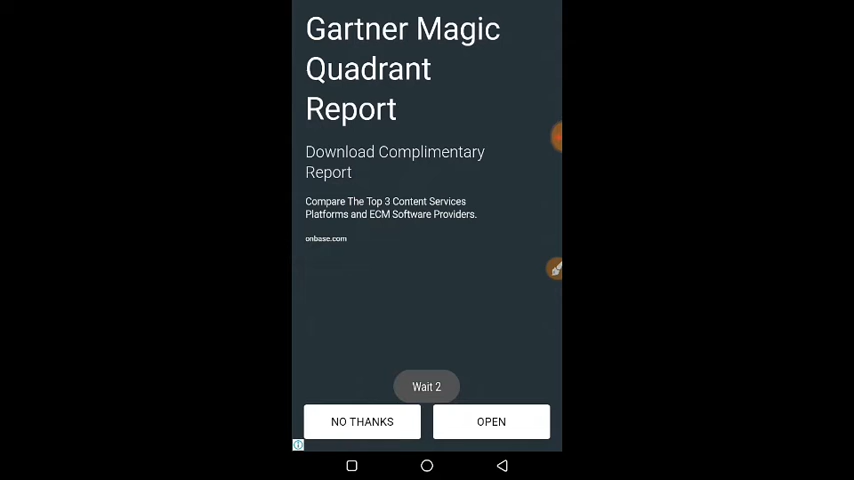 Gartner Magic
Quadrant
Report
Download Complimentary
Report
Compare The Top 3 Content Services
Platforms and ECM Software Providers.
onbase.com
Wait 2
NO THANKS
OPEN